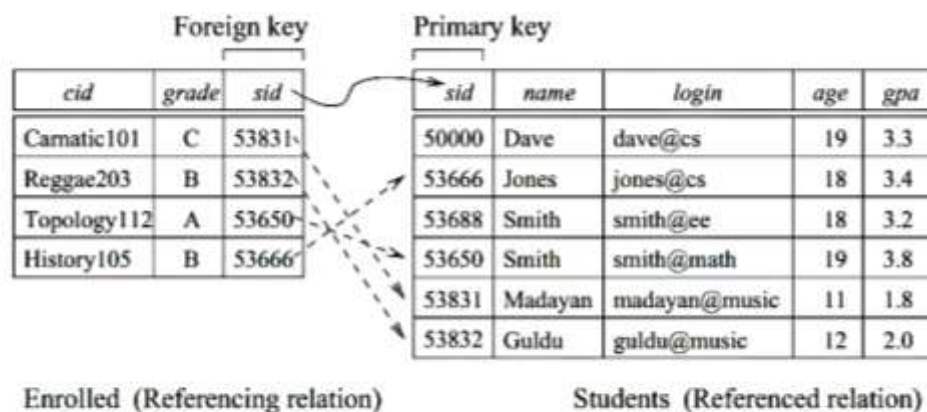 Foreign key Primary key
cid grade sid sid name login age gpa
Carnatic101 C 53831 50000 Dave dave@cs 19 3.3
Reggae203 B 53832 53666 Jones jones@cs 18 3.4
Topology112 A 53650 53688 Smith smith@ee 18 3.2
History105 B 53666 53650 Smith smith@math 19 3.8
53831 Madayan madayan@music 11 1.8
53832 Guldu guldu@music 12 2.0
Enrolled (Referencing relation) Students (Referenced relation)